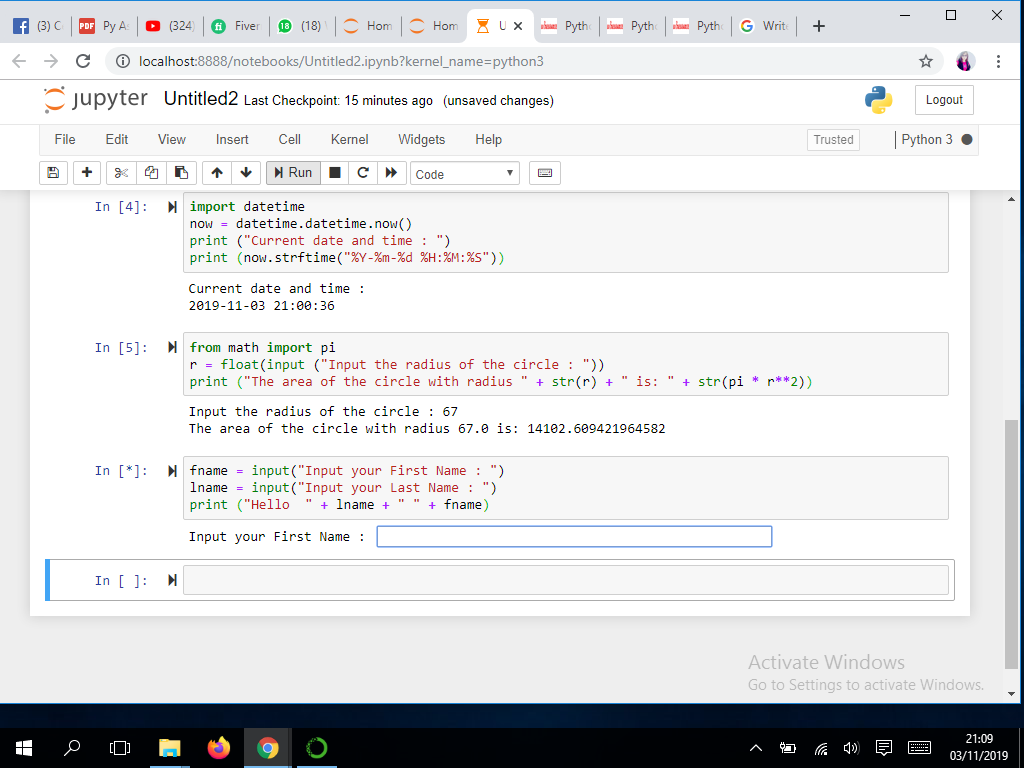 (3) C
PDF Py A
(324)
fi Fiver
18 (18)
Hom
Hom
U
Pyth
Pyth
Pyth
G Write
localhost:8888/notebooks/Untitled2.ipynb?kernel_name=python3
jupyter Untitled2 Last Checkpoint: 15 minutes ago (unsaved changes)
Logout
File Edit View Insert Cell Kernel Widgets Help
Trusted
Python 3
Run
Code
In [4]: import datetime
now = datetime.datetime.now()
print ("Current date and time : ")
print (now.strftime("%Y-%m-%d %H:%M:%S"))
Current date and time :
2019-11-03 21:00:36
In [5]: from math import pi
r = float(input ("Input the radius of the circle : "))
print ("The area of the circle with radius " + str(r) + " is: " + str(pi * r**2))
Input the radius of the circle : 67
The area of the circle with radius 67.0 is: 14102.609421964582
In [*]: fname = input("Input your First Name : ")
lname = input("Input your Last Name : ")
print ("Hello  " + lname + " " + fname)
Input your First Name :
In [ ]:
Activate Windows
Go to Settings to activate Windows.
21:09
03/11/2019